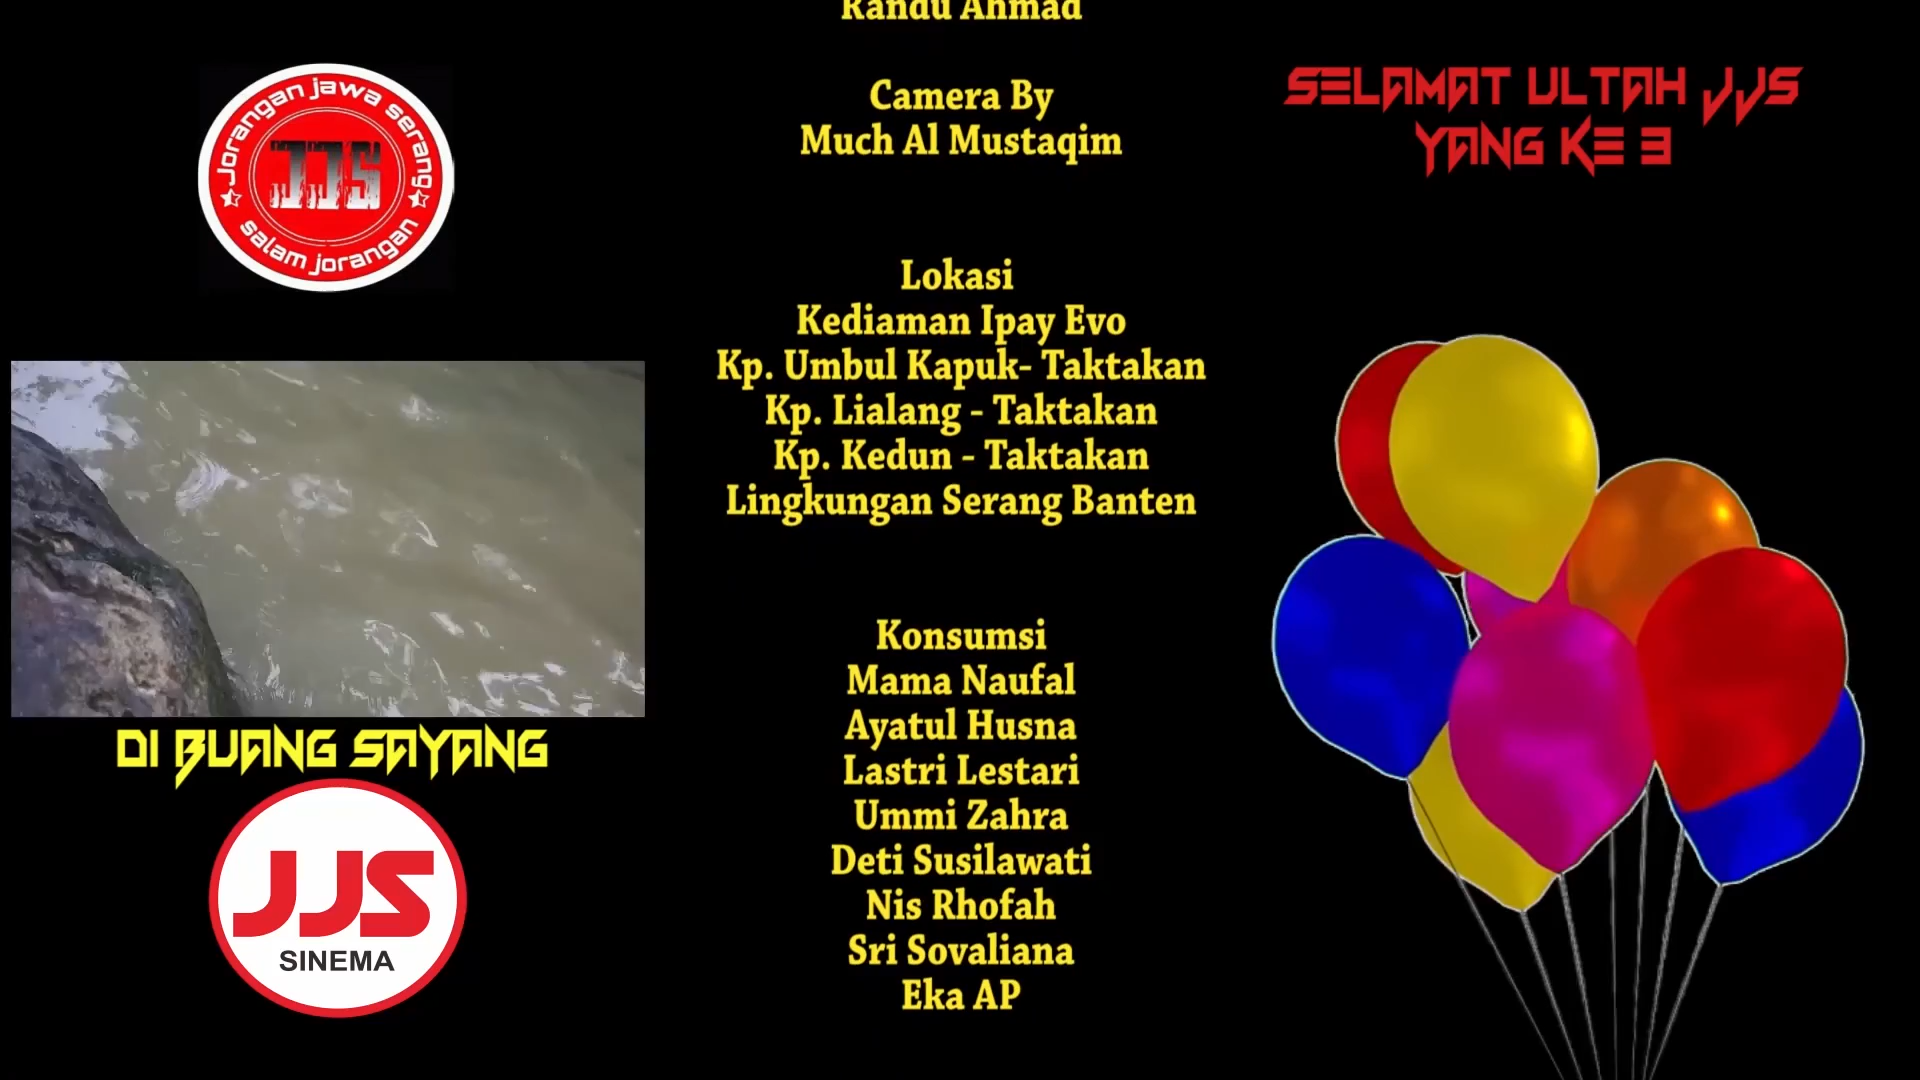 Jorangan jawa serang
JJS
salam jorangan
DI BUANG SAYANG
JJS
SINEMA
Randu Ahmad
Camera By
Much Al Mustaqim
Lokasi
Kediaman Ipay Evo
Kp. Umbul Kapuk- Taktakan
Kp. Lialang - Taktakan
Kp. Kedun - Taktakan
Lingkungan Serang Banten
Konsumsi
Mama Naufal
Ayatul Husna
Lastri Lestari
Ummi Zahra
Deti Susilawati
Nis Rhofah
Sri Sovaliana
Eka AP
SELAMAT ULTAH JJS
YANG KE 3